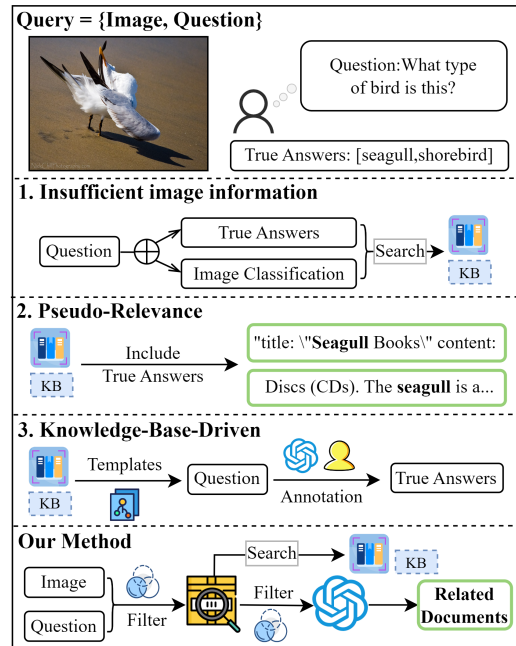 Query = {Image, Question}
Question:What type
of bird is this?
True Answers: [seagull,shorebird]
1. Insufficient image information
Question
True Answers
Image Classification
Search
KB
2. Pseudo-Relevance
KB
Include
True Answers
"title: \"Seagull Books\" content:
Discs (CDs). The seagull is a...
3. Knowledge-Base-Driven
KB
Templates
Question
Annotation
True Answers
Our Method
Image
Question
Filter
Search
KB
Filter
Related
Documents